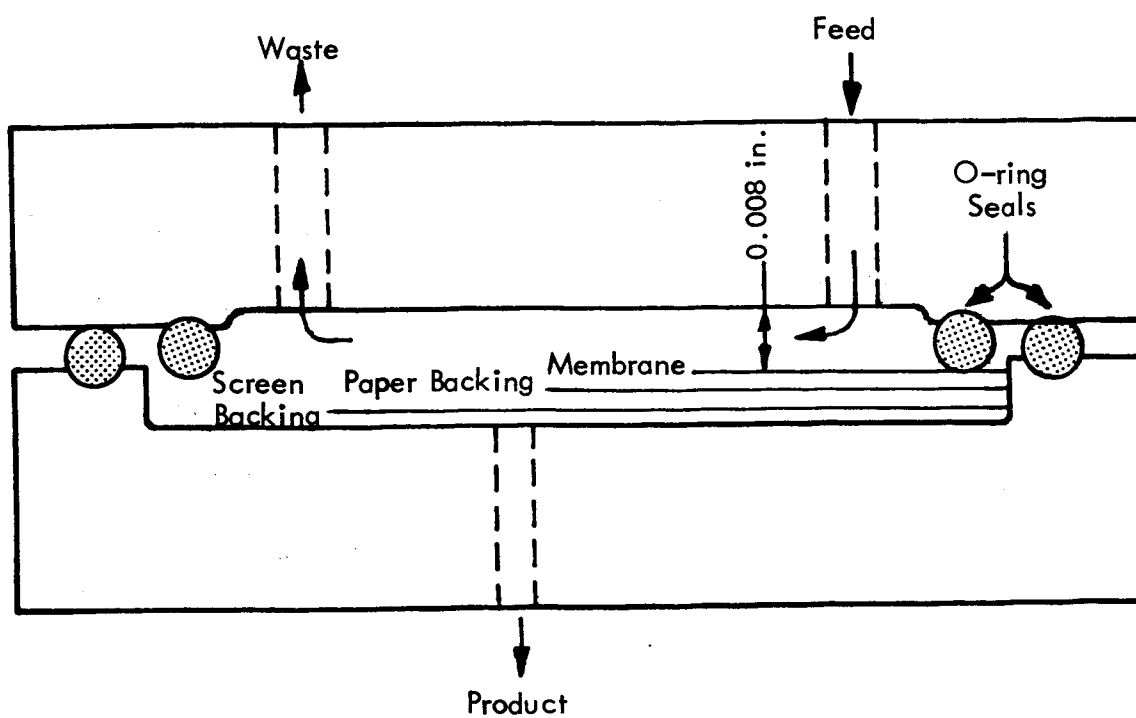 Waste
Feed
0.008 in.
O-ring
Seals
Membrane
Paper Backing
Screen
Backing
Product